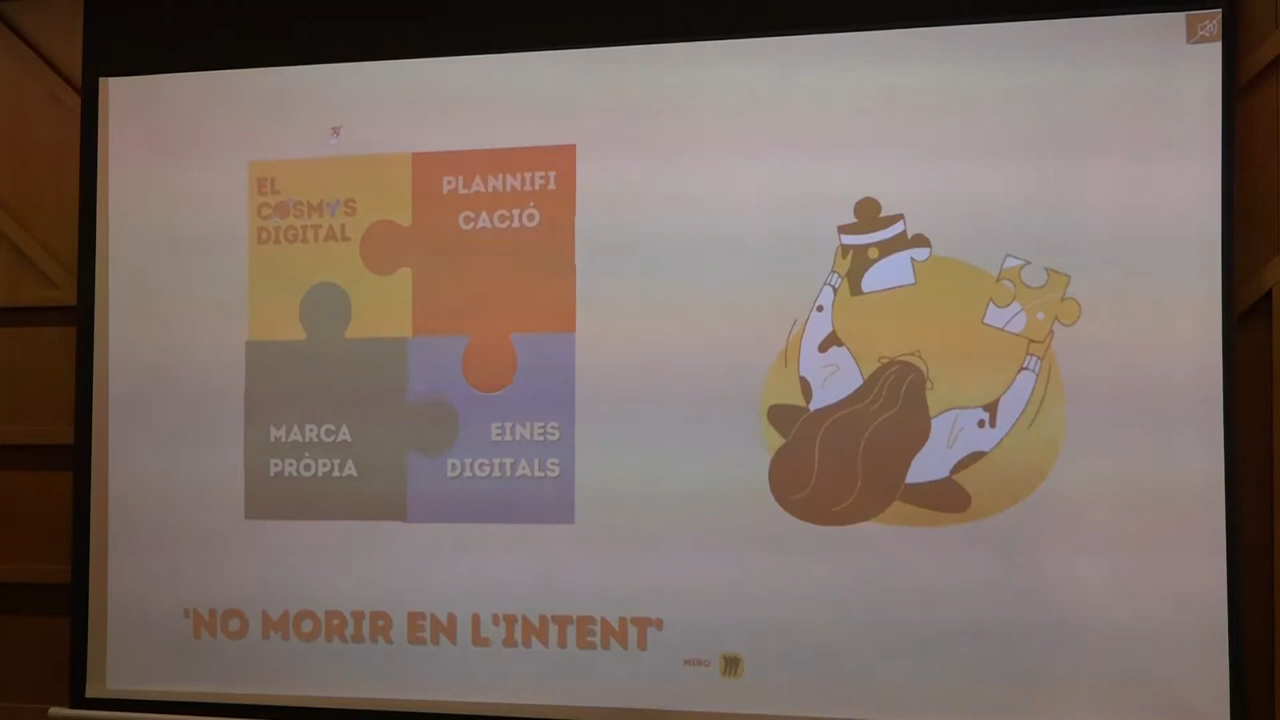 EL
COSMOS
DIGITAL
PLANNIFI
CACIÓ
MARCA
PRÒPIA
EINES
DIGITALS
'NO MORIR EN L'INTENT'
MIRO